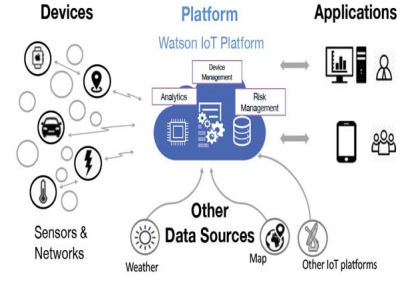 Devices
Platform
Applications
Watson IoT Platform
Device
Management
Analytics
Risk
Management
Sensors &
Networks
Other
Data Sources
Weather
Map
Other IoT platforms